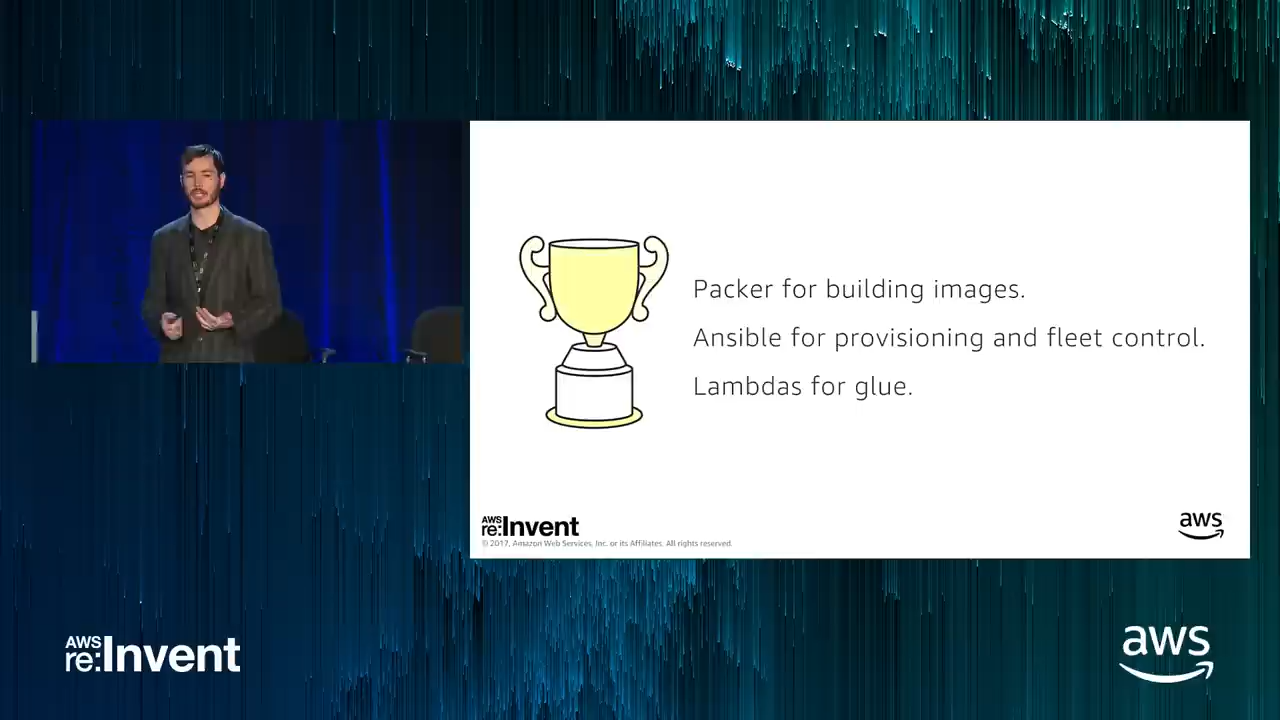 Packer for building images.
Ansible for provisioning and fleet control.
Lambdas for glue.
AWS
re:Invent
© 2017, Amazon Web Services, Inc. or its Affiliates. All rights reserved.
aws
AWS
re:Invent
aws